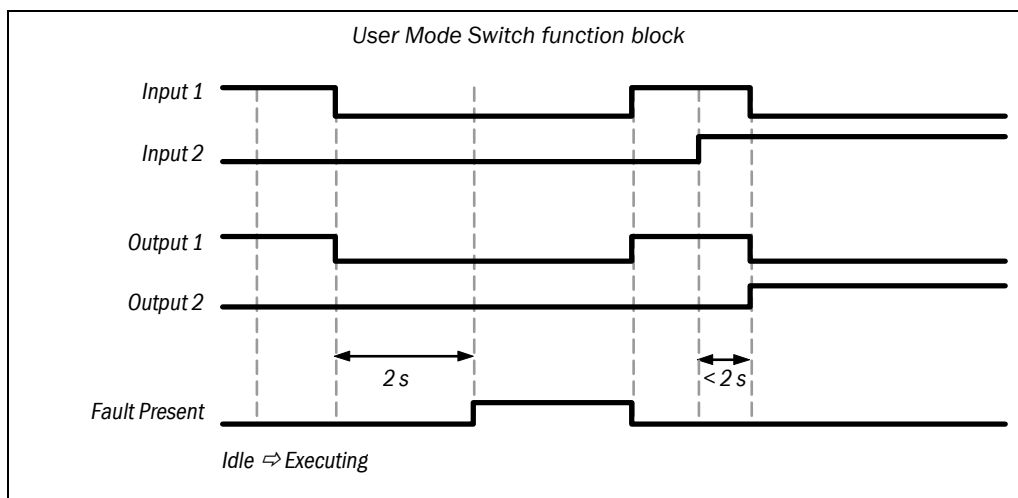 User Mode Switch function block
Input 1
Input 2
Output 1
Output 2
2 s
< 2 s
Fault Present
Idle ⇨ Executing